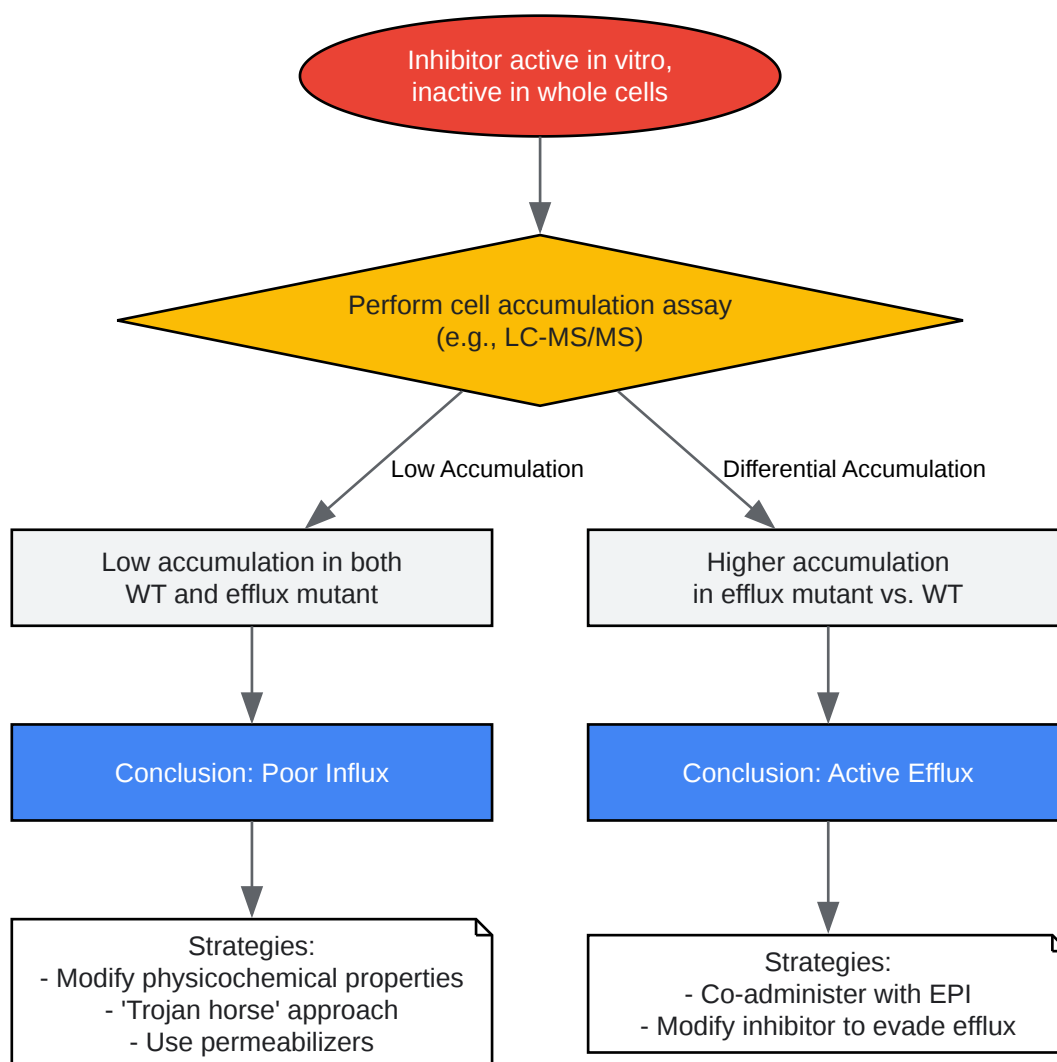 Inhibitor active in vitro,
inactive in whole cells
Perform cell accumulation assay
(e.g., LC-MS/MS)
Low Accumulation
Differential Accumulation
Low accumulation in both
WT and efflux mutant
Higher accumulation
in efflux mutant vs. WT
Conclusion: Poor Influx
Conclusion: Active Efflux
Strategies:
- Modify physicochemical properties
- 'Trojan horse' approach
- Use permeabilizers
Strategies:
- Co-administer with EPI
- Modify inhibitor to evade efflux